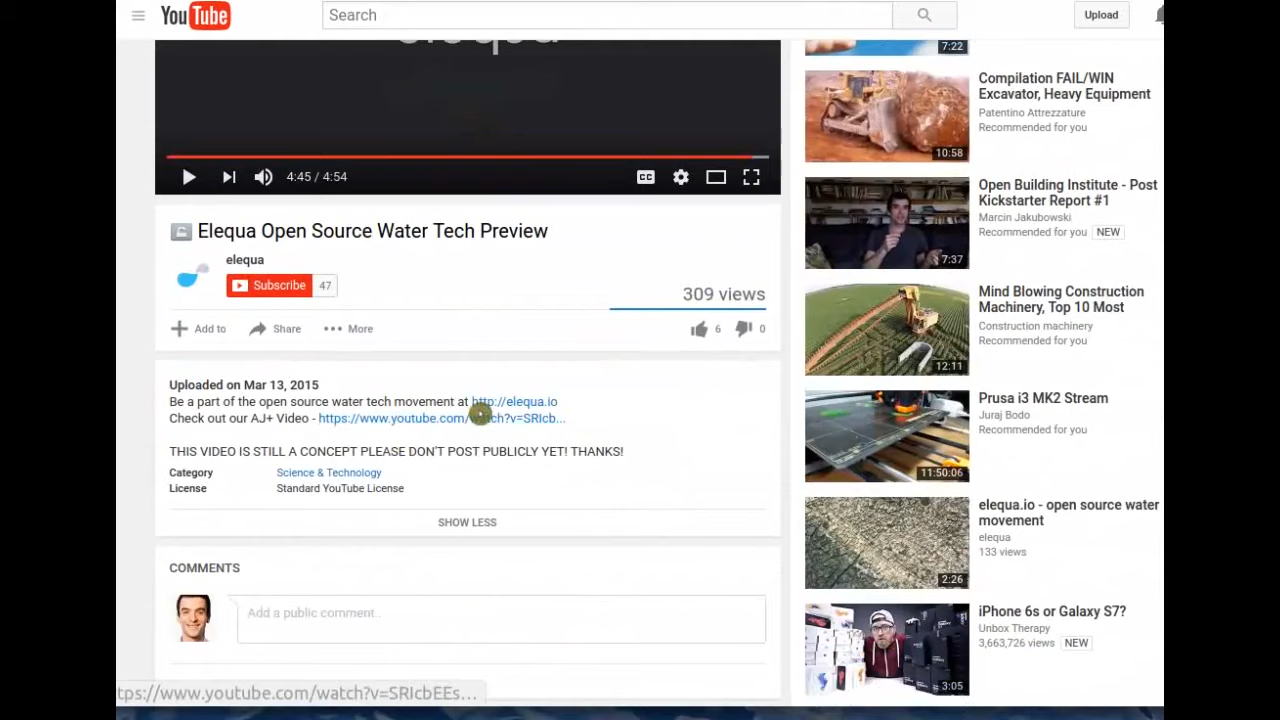 YouTube
Search
Upload
elequa
4:45 / 4:54
CC
Elequa Open Source Water Tech Preview
elequa
Subscribe 47
309 views
Add to Share More
6 0
Uploaded on Mar 13, 2015
Be a part of the open source water tech movement at http://elequa.io
Check out our AJ+ Video - https://www.youtube.com/watch?v=SRIcb...
THIS VIDEO IS STILL A CONCEPT PLEASE DON'T POST PUBLICLY YET! THANKS!
Category Science & Technology
License Standard YouTube License
SHOW LESS
COMMENTS
Add a public comment..
tps://www.youtube.com/watch?v=SRIcbEEs...
7:22
Compilation FAIL/WIN
Excavator, Heavy Equipment
Patentino Attrezzature
Recommended for you
10:58
Open Building Institute - Post
Kickstarter Report #1
Marcin Jakubowski
Recommended for you NEW
7:37
Mind Blowing Construction
Machinery, Top 10 Most
Construction machinery
Recommended for you
12:11
Prusa i3 MK2 Stream
Juraj Bodo
Recommended for you
11:50:06
elequa.io - open source water
movement
elequa
133 views
2:26
iPhone 6s or Galaxy S7?
Unbox Therapy
3,663,726 views NEW
3:05